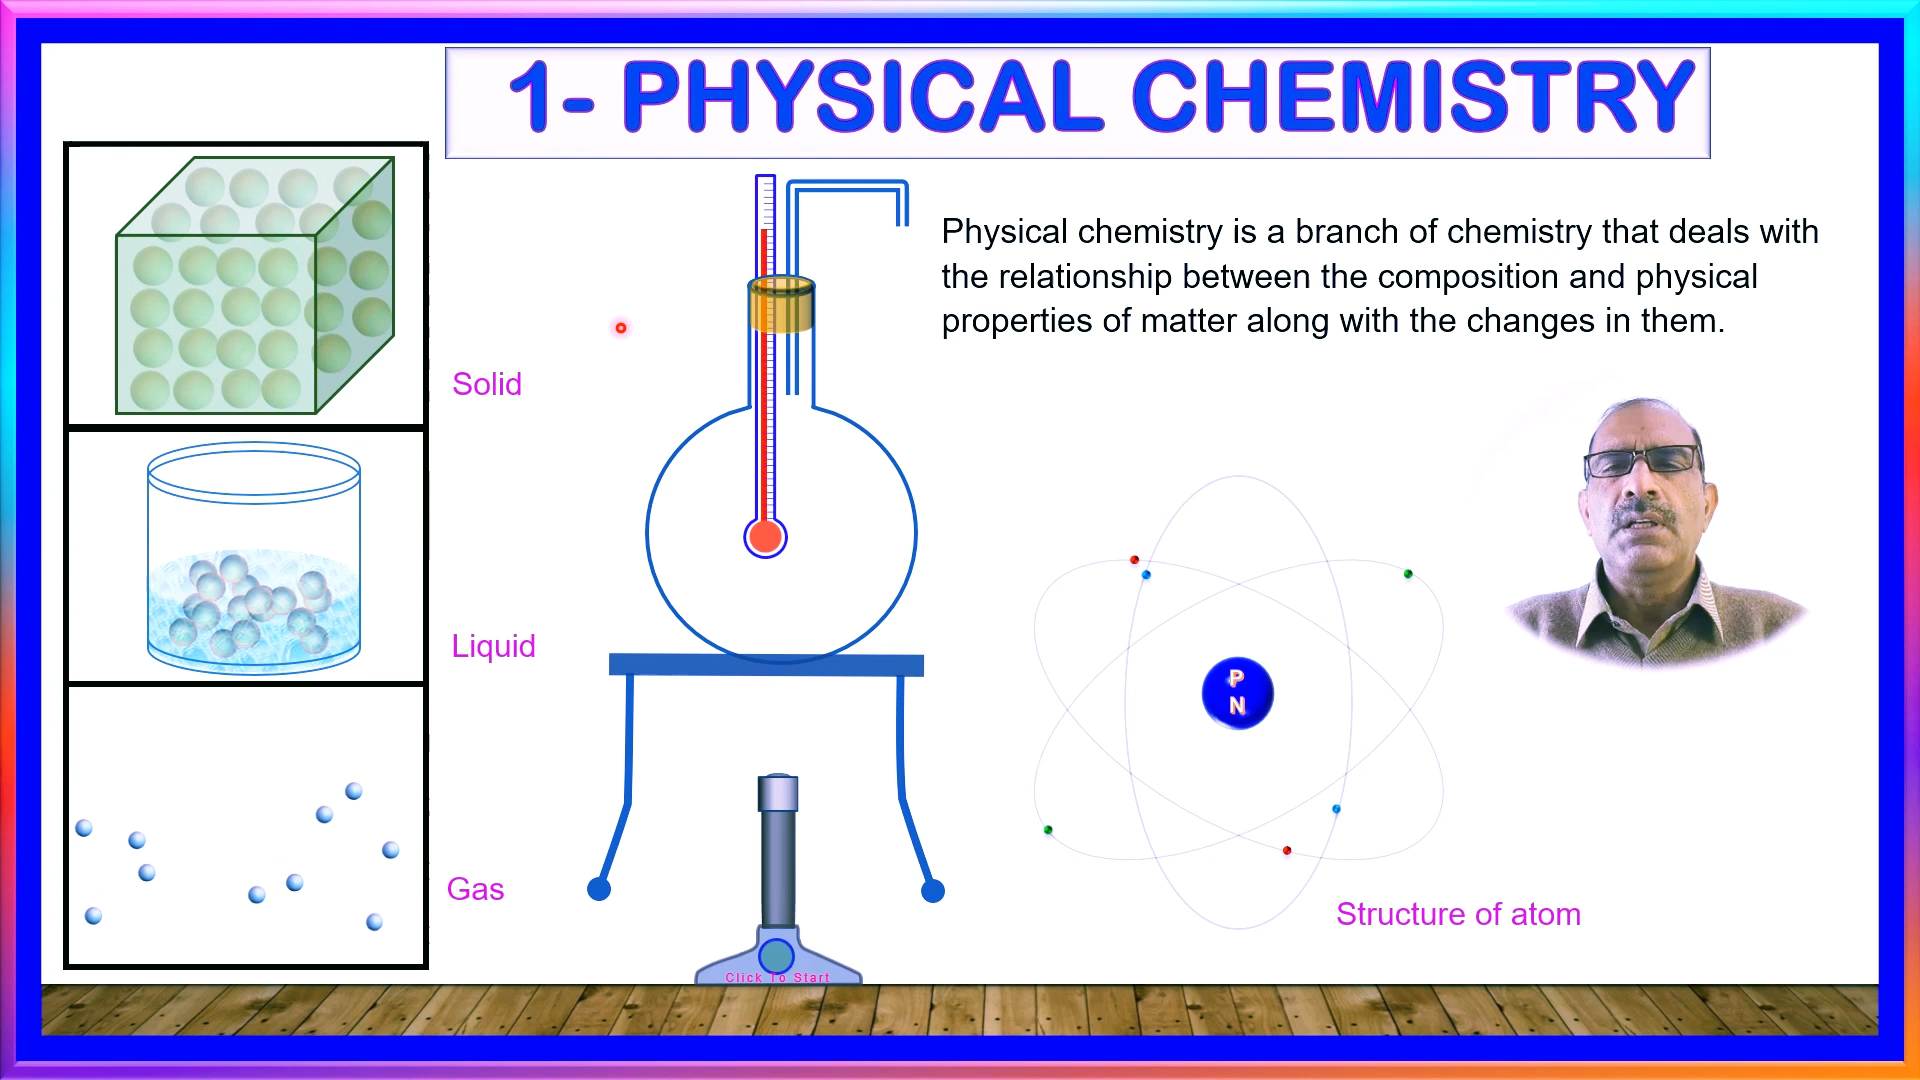 1- PHYSICAL CHEMISTRY
Physical chemistry is a branch of chemistry that deals with
the relationship between the composition and physical
properties of matter along with the changes in them.
Solid
Liquid
Gas
P
N
Structure of atom
Click To Start